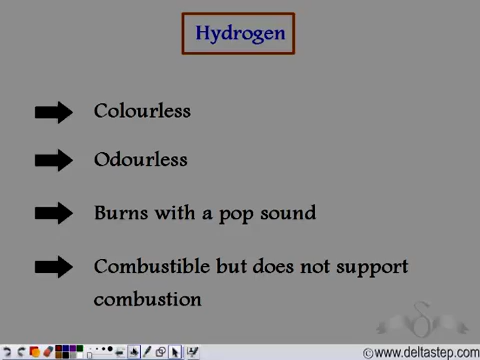 Hydrogen
Colourless
Odourless
Burns with a pop sound
Combustible but does not support
combustion
©www.deltastep.com